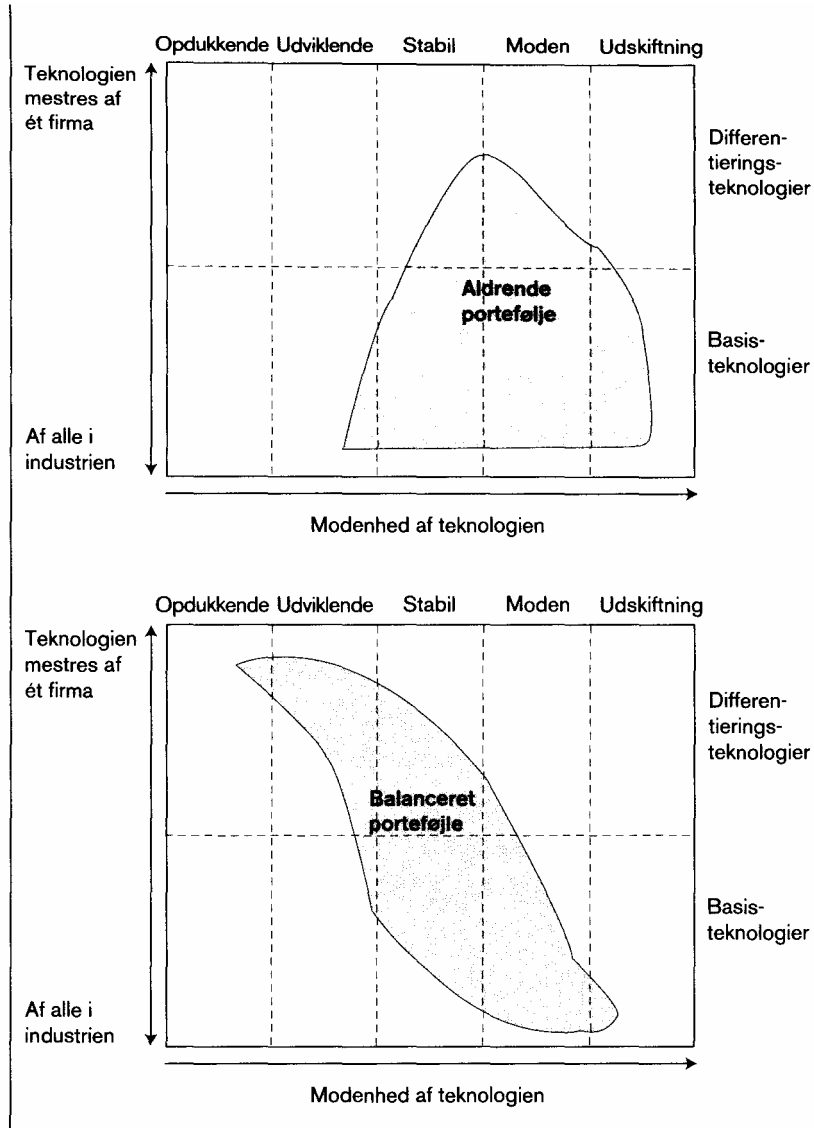 Opdukkende Udviklende Stabil Moden Udskiftning
Teknologien
mestres af
ét firma
Differen-
tierings-
teknologier
Aldrende
portefølje
Basis-
teknologier
Af alle i
industrien
Modenhed af teknologien
Opdukkende Udviklende Stabil Moden Udskiftning
Teknologien
mestres af
ét firma
Differen-
tierings-
teknologier
Balanceret
porteføjle
Basis-
teknologier
Af alle i
industrien
Modenhed af teknologien